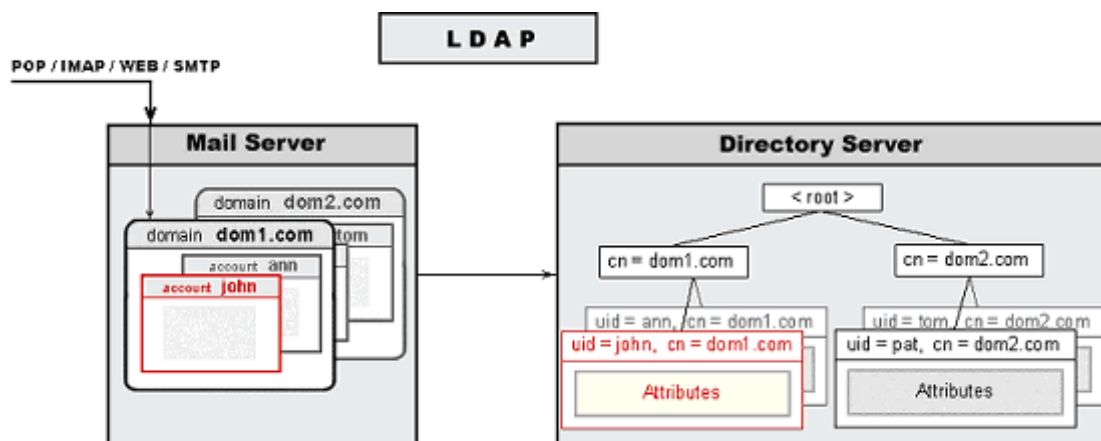 L D A P
POP / IMAP / WEB / SMTP
Mail Server
domain dom2.com
domain dom1.com
tom
account ann
account john
Directory Server
< root >
cn = dom1.com
cn = dom2.com
uid = ann, cn = dom1.com
uid = tom, cn = dom2.com
uid = john, cn = dom1.com
uid = pat, cn = dom2.com
Attributes
Attributes